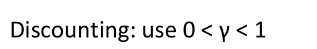 Discounting: use 0 < γ < 1